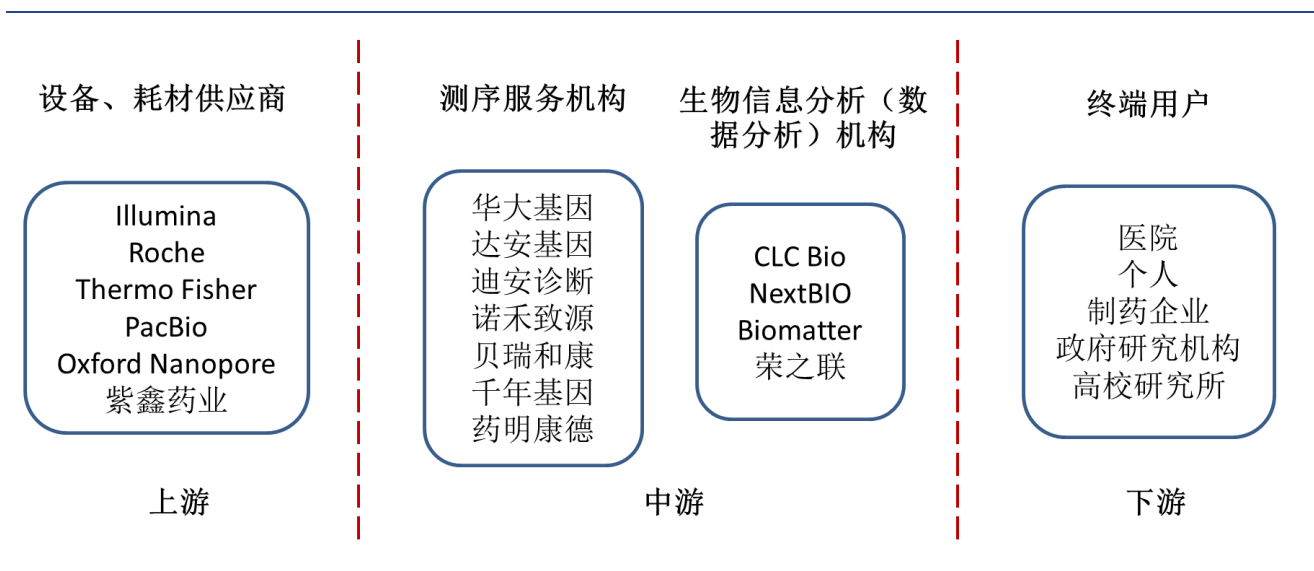 设备、耗材供应商
Illumina
Roche
Thermo Fisher
PacBio
Oxford Nanopore
紫鑫药业
上游
测序服务机构
华大基因
达安基因
迪安诊断
诺禾致源
贝瑞和康
千年基因
药明康德
生物信息分析（数
据分析）机构
CLC Bio
NextBIO
Biomatter
荣之联
中游
终端用户
医院
个人
制药企业
政府研究机构
高校研究所
下游